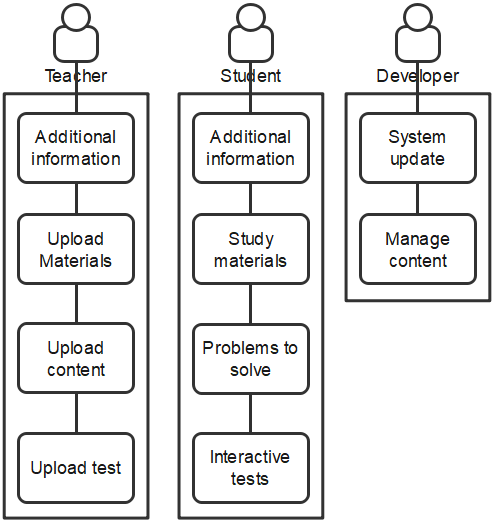 Teacher
Additional
information
Upload
Materials
Upload
content
Upload test
Student
Additional
information
Study
materials
Problems to
solve
Interactive
tests
Developer
System
update
Manage
content